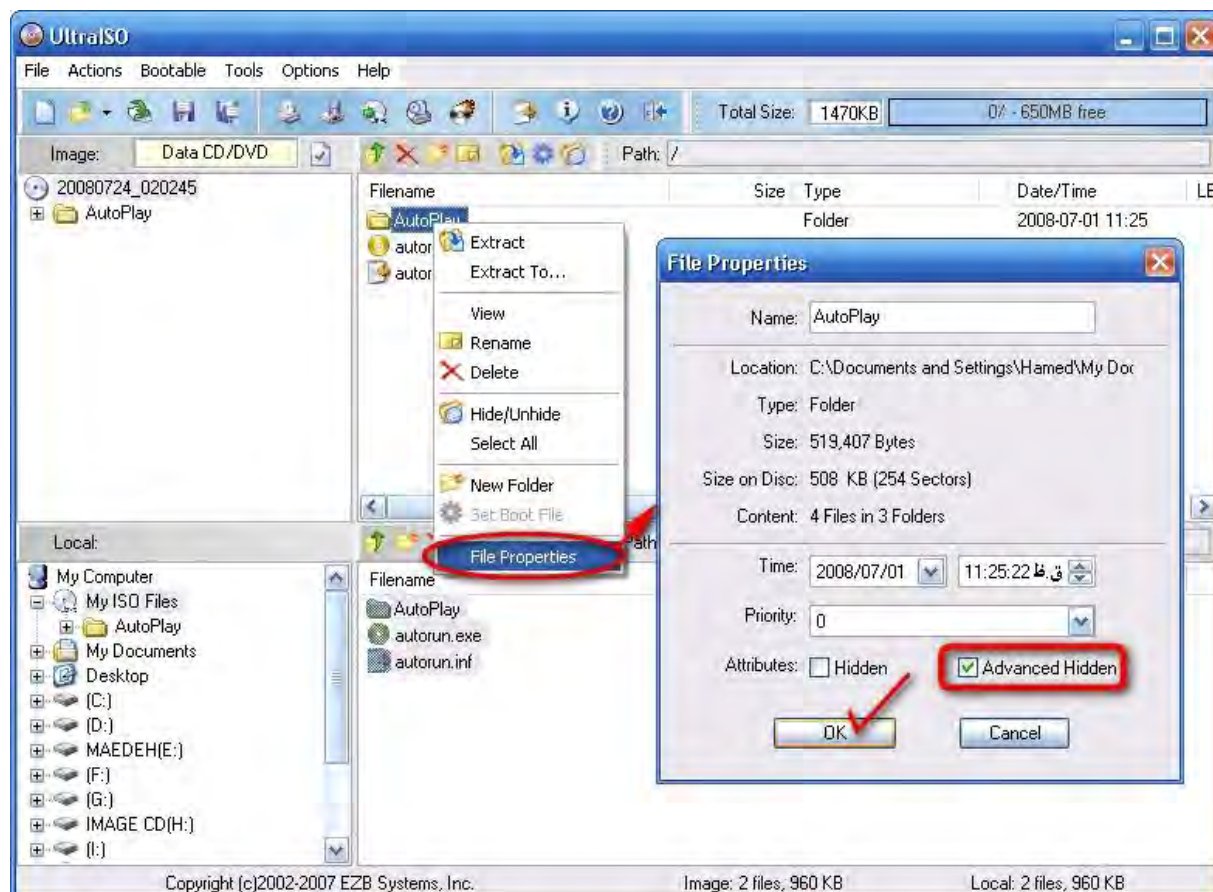 UltraISO
File Actions Bootable Tools Options Help
Total Size: 1470KB 0% - 650MB free
Image: Data CD/DVD Path: /
20080724_020245
AutoPlay
Filename Size Type Date/Time
AutoPlay Folder 2008-07-01 11:25
autor
autor
Extract
Extract To...
View
Rename
Delete
Hide/Unhide
Select All
New Folder
Set Boot File
File Properties
File Properties
Name: AutoPlay
Location: C:\Documents and Settings\Hamed\My Doc
Type: Folder
Size: 519,407 Bytes
Size on Disc: 508 KB (254 Sectors)
Content: 4 Files in 3 Folders
Time: 2008/07/01 11:25:22 ق.ظ
Priority: 0
Attributes: Hidden Advanced Hidden
OK Cancel
Local:
My Computer
My ISO Files
AutoPlay
My Documents
Desktop
(C:)
(D:)
MAEDEH(E:)
(F:)
(G:)
IMAGE CD(H:)
(I:)
Filename
AutoPlay
autorun.exe
autorun.inf
Copyright (c)2002-2007 EZB Systems, Inc. Image: 2 files, 960 KB Local: 2 files, 960 KB